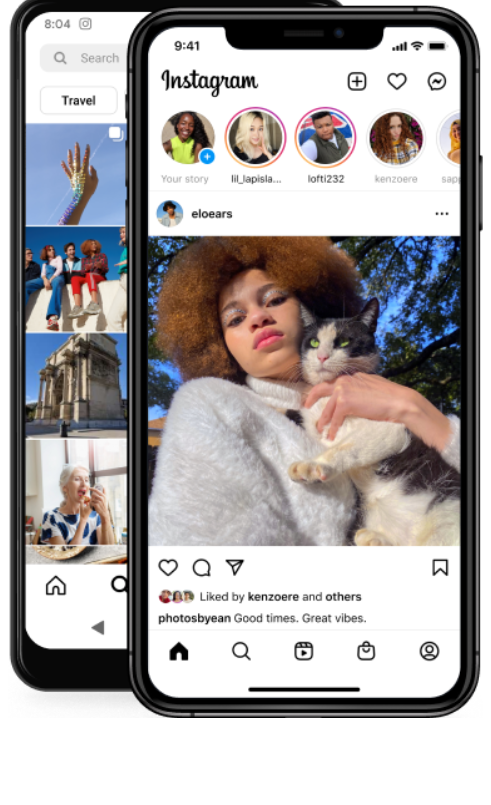 8:04
Search
Travel
9:41
Instagram
Your story
lil_lapisla...
lofti232
kenzoere
sapp
eloears
Liked by kenzoere and others
photosbyean Good times. Great vibes.